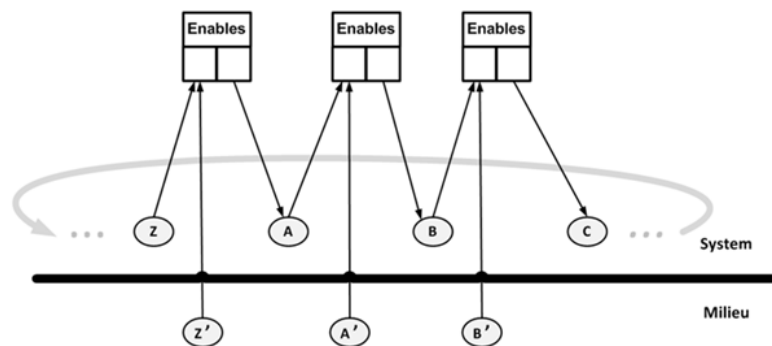 Enables Enables Enables
... Z A B C ...
System
Milieu
Z′ A′ B′